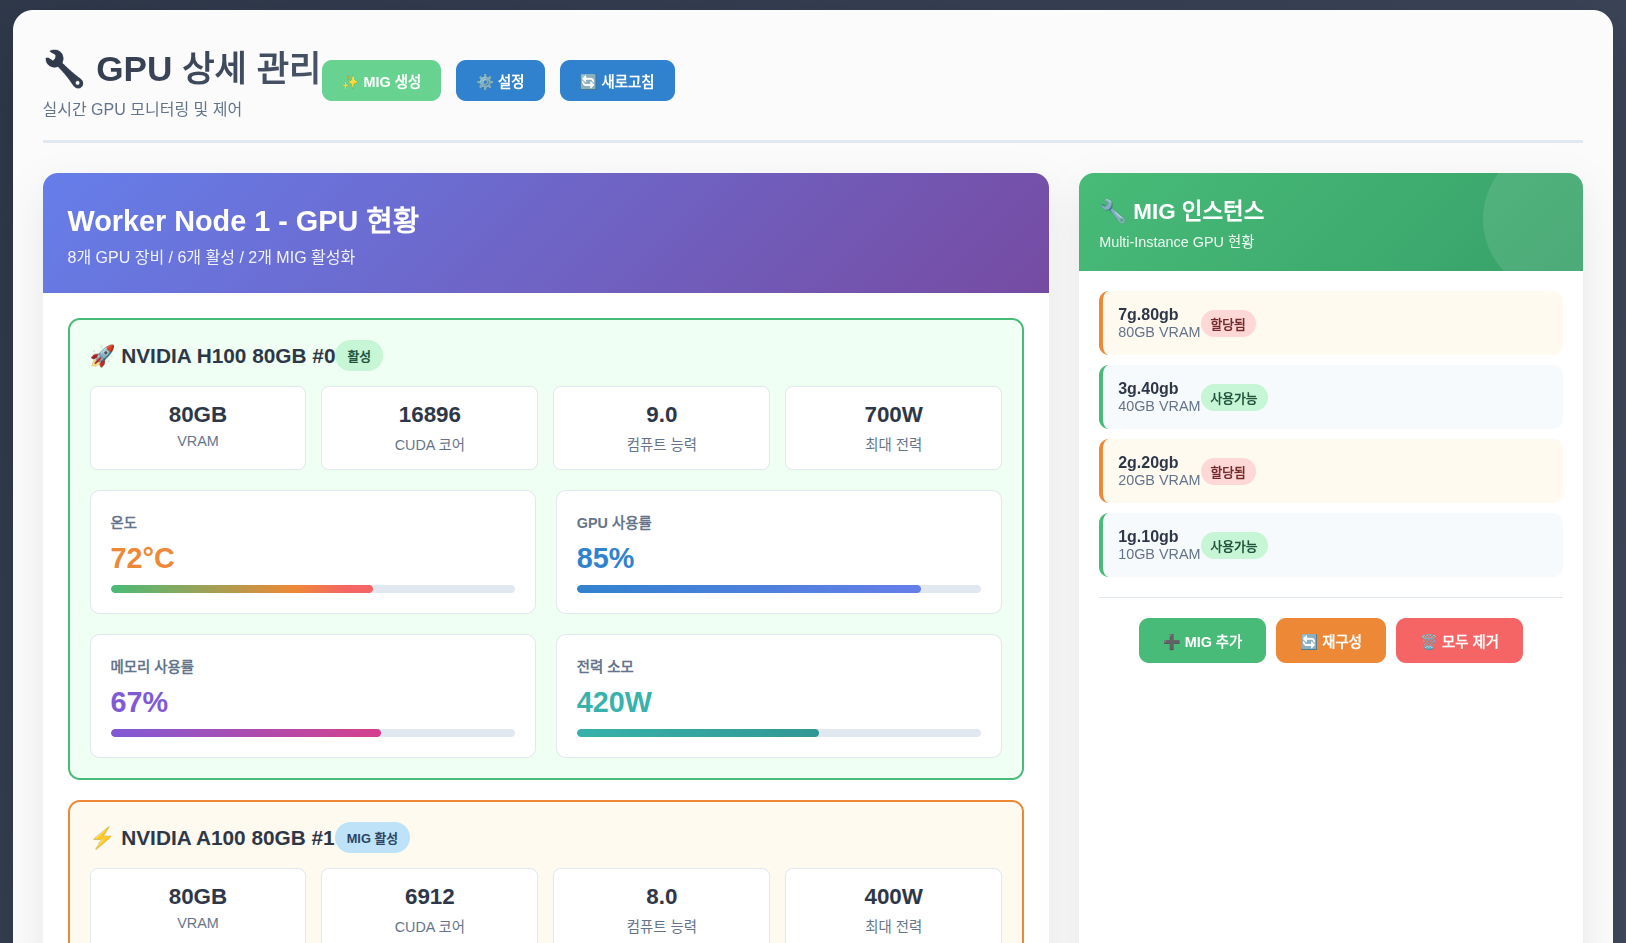 🔧 GPU 상세 관리
실시간 GPU 모니터링 및 제어
✨ MIG 생성
⚙️ 설정
🔄 새로고침
Worker Node 1 - GPU 현황
8개 GPU 장비 / 6개 활성 / 2개 MIG 활성화
🚀 NVIDIA H100 80GB #0 활성
80GB
VRAM
16896
CUDA 코어
9.0
컴퓨트 능력
700W
최대 전력
온도
72°C
GPU 사용률
85%
메모리 사용률
67%
전력 소모
420W
⚡ NVIDIA A100 80GB #1 MIG 활성
80GB
VRAM
6912
CUDA 코어
8.0
컴퓨트 능력
400W
최대 전력
🔧 MIG 인스턴스
Multi-Instance GPU 현황
7g.80gb
80GB VRAM
할당됨
3g.40gb
40GB VRAM
사용가능
2g.20gb
20GB VRAM
할당됨
1g.10gb
10GB VRAM
사용가능
➕ MIG 추가
🔄 재구성
🗑️ 모두 제거